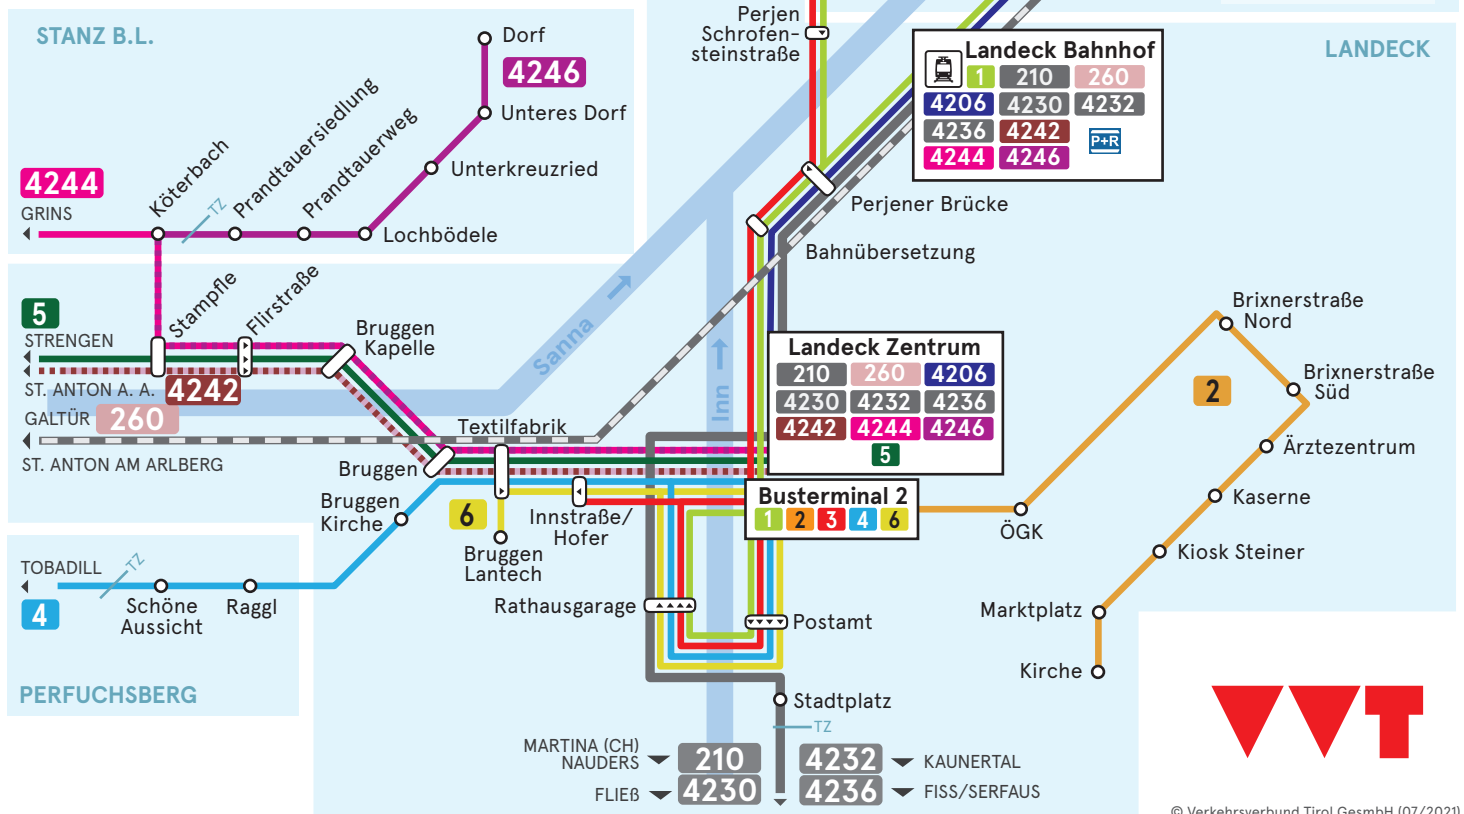 STANZ B.L.
Dorf
4246
Unteres Dorf
Unterkreuzried
Prandtauersiedlung
Prandtauerweg
Köterbach
TZ
Lochbödele
4244
GRINS
Perjen
Schrofen-
steinstraße
Landeck Bahnhof
1 210 260
4206 4230 4232
4236 4242 P+R
4244 4246
LANDECK
Perjener Brücke
Bahnübersetzung
Sanna
Inn
5
STRENGEN
Stampfle
Flirstraße
Bruggen
Kapelle
ST. ANTON A. A. 4242
GALTÜR 260
ST. ANTON AM ARLBERG
Textilfabrik
Bruggen
Landeck Zentrum
210 260 4206
4230 4232 4236
4242 4244 4246
5
Brixnerstraße
Nord
Brixnerstraße
Süd
2
Ärztezentrum
Kaserne
Kiosk Steiner
Marktplatz
Kirche
ÖGK
Busterminal 2
1 2 3 4 6
Bruggen
Kirche
6
Innstraße/
Hofer
Bruggen
Lantech
TOBADILL
TZ
4
Schöne
Aussicht
Raggl
PERFUCHSBERG
Rathausgarage
Postamt
Stadtplatz
TZ
MARTINA (CH)
NAUDERS
210
4232
KAUNERTAL
FLIEß
4230
4236
FISS/SERFAUS
VVT
© Verkehrsverbund Tirol GesmbH (07/2021)